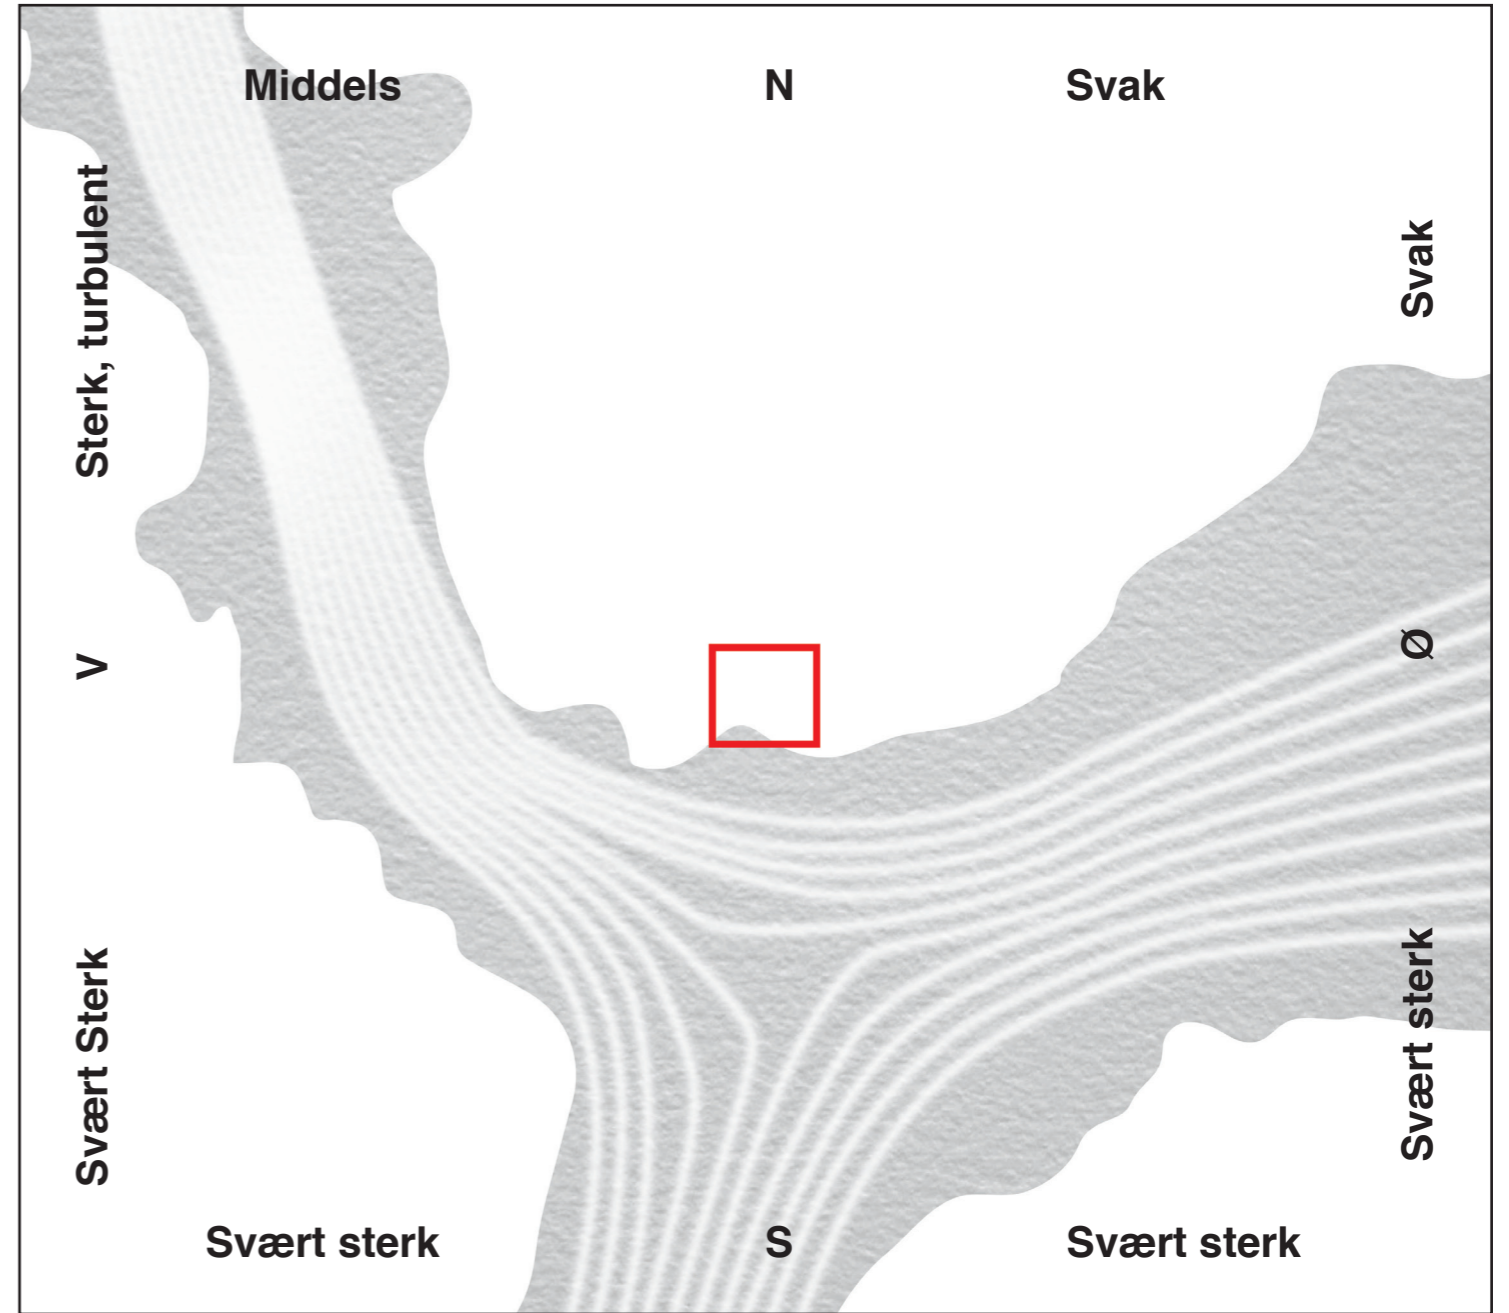 Middels
N
Svak
Sterk, turbulent
Svak
V
Ø
Svært Sterk
Svært sterk
Svært sterk
S
Svært sterk